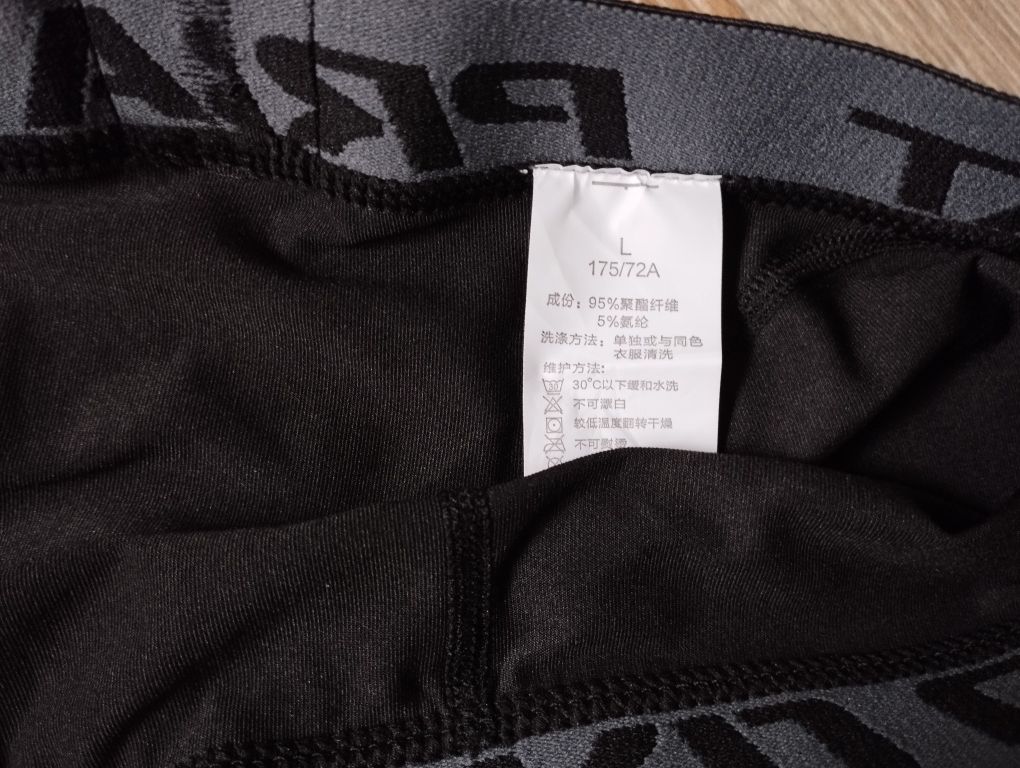 L
175/72A
成份：95%聚酯纤维
5%氨纶
洗涤方法：单独或与同色
衣服清洗
维护方法：
30
30°C以下缓和水洗
不可漂白
较低温度翻转干燥
不可熨烫